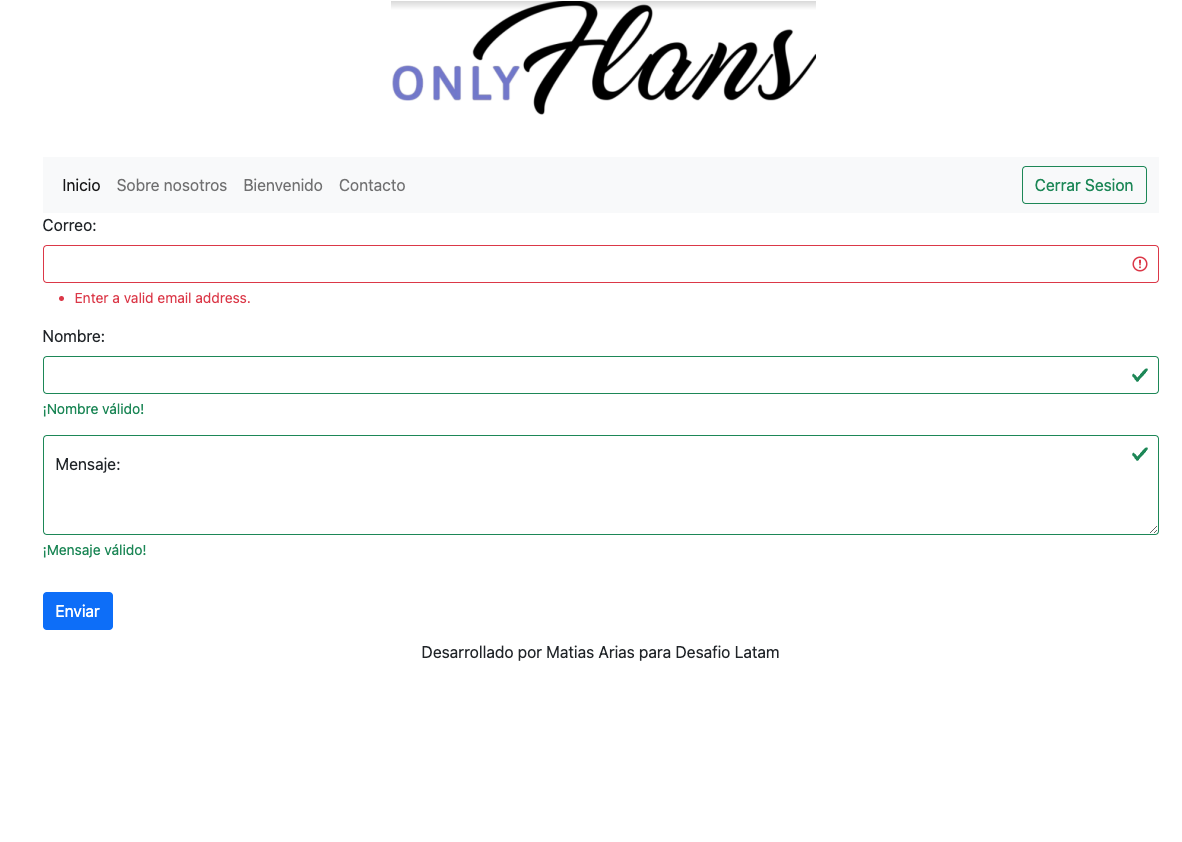 ONLY Flans
Inicio Sobre nosotros Bienvenido Contacto Cerrar Sesion
Correo:
Enter a valid email address.
Nombre:
¡Nombre válido!
Mensaje:
¡Mensaje válido!
Enviar
Desarrollado por Matias Arias para Desafio Latam